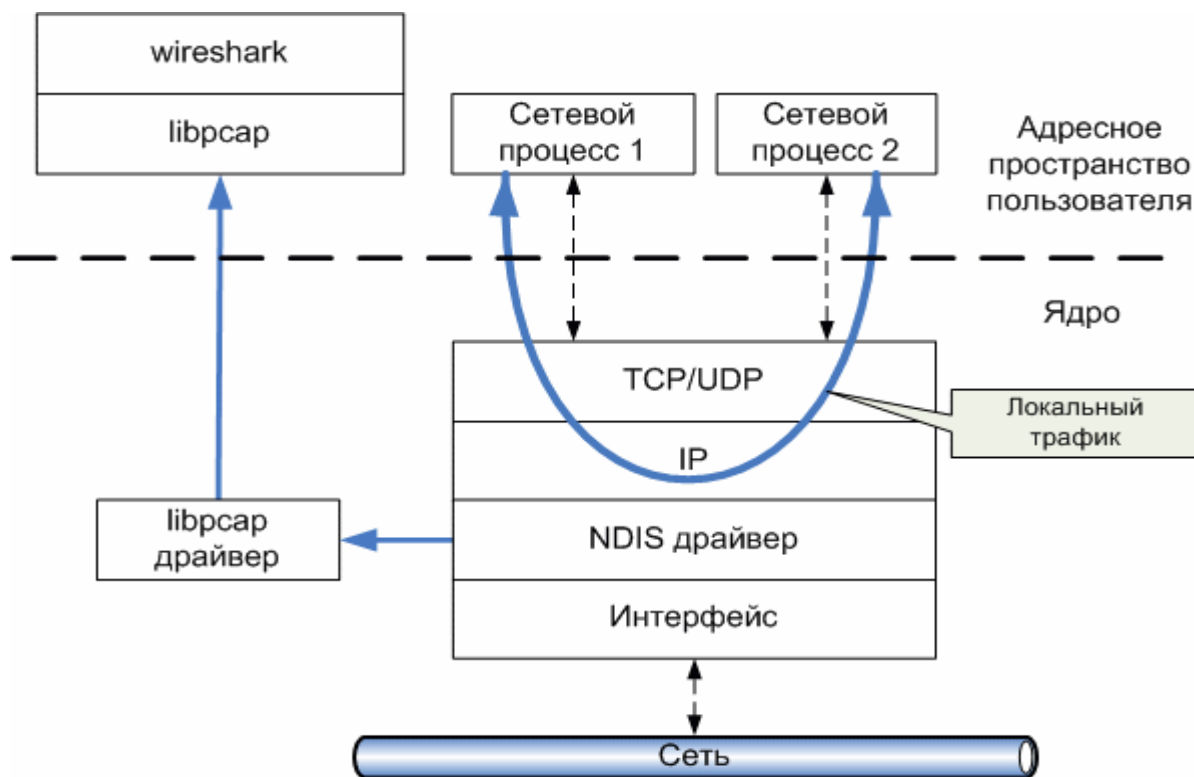 wireshark
libpcap
Сетевой
процесс 1
Сетевой
процесс 2
Адресное
пространство
пользователя
Ядро
TCP/UDP
Локальный
трафик
IP
libpcap
драйвер
NDIS драйвер
Интерфейс
Сеть